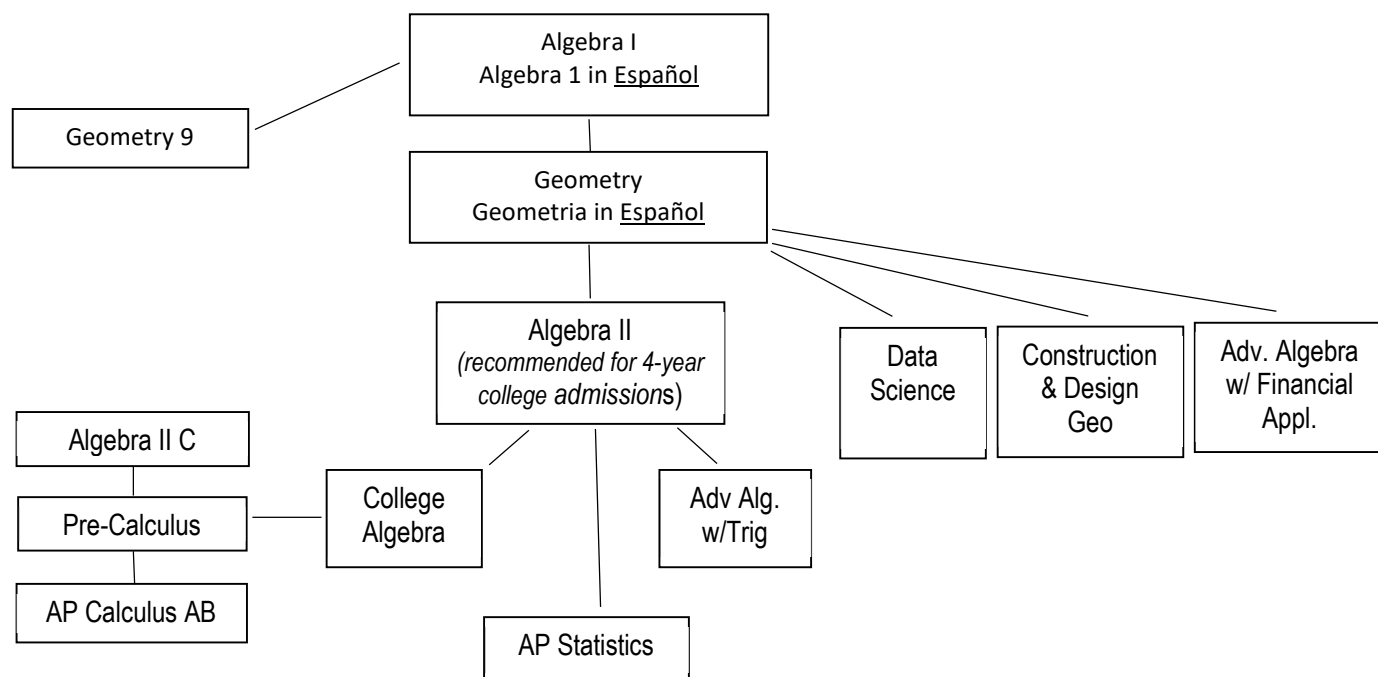 Algebra I
Algebra 1 in Español
Geometry 9
Geometry
Geometria in Español
Algebra II
(recommended for 4-year
college admissions)
Data
Science
Construction
& Design
Geo
Adv. Algebra
w/ Financial
Appl.
Algebra II C
Pre-Calculus
AP Calculus AB
College
Algebra
Adv Alg.
w/Trig
AP Statistics